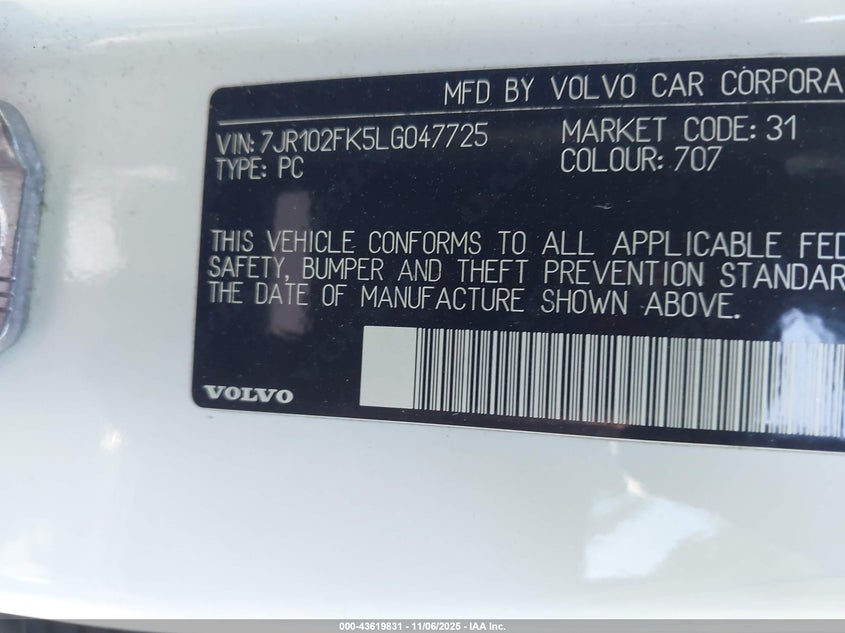 MFD BY VOLVO CAR CORPORA
VIN: 7JR102FK5LG047725
MARKET CODE: 31
TYPE: PC
COLOUR: 707
THIS VEHICLE CONFORMS TO ALL APPLICABLE FED
SAFETY, BUMPER AND THEFT PREVENTION STANDAR
THE DATE OF MANUFACTURE SHOWN ABOVE.
VOLVO
000-43619831 - 11/06/2025 - IAA Inc.